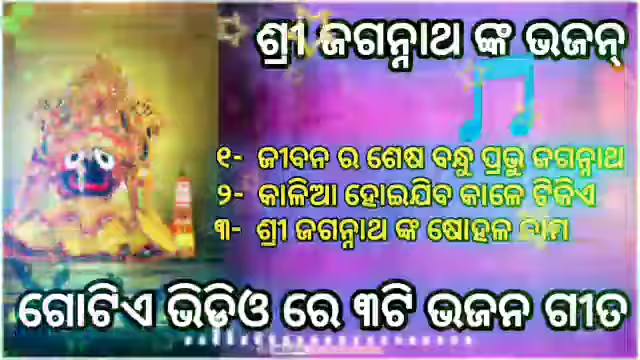 ଶ୍ରୀ ଜଗନ୍ନାଥ ଙ୍କ ଭଜନ୍
୧- ଜୀବନ ର ଶେଷ ବନ୍ଧୁ ପ୍ରଭୁ ଜଗନ୍ନାଥ
୨- କାଳିଆ ହୋଇଯିବ କାଳେ ଟିକିଏ
୩- ଶ୍ରୀ ଜଗନ୍ନାଥ ଙ୍କ ଷୋହଳ
ଗୋଟିଏ ଭିଡ଼ିଓ ରେ ୩ଟି ଭଜନ ଗୀତ